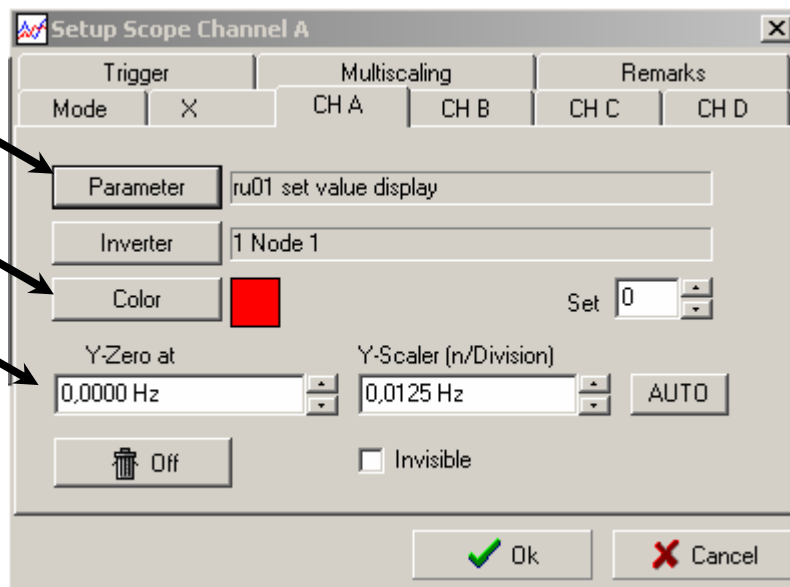 Setup Scope Channel A
Trigger Multiscaling Remarks
Mode X CH A CH B CH C CH D
Parameter ru01 set value display
Inverter 1 Node 1
Color Set 0
Y-Zero at Y-Scaler (n/Division)
0,0000 Hz 0,0125 Hz AUTO
Off Invisible
Ok Cancel